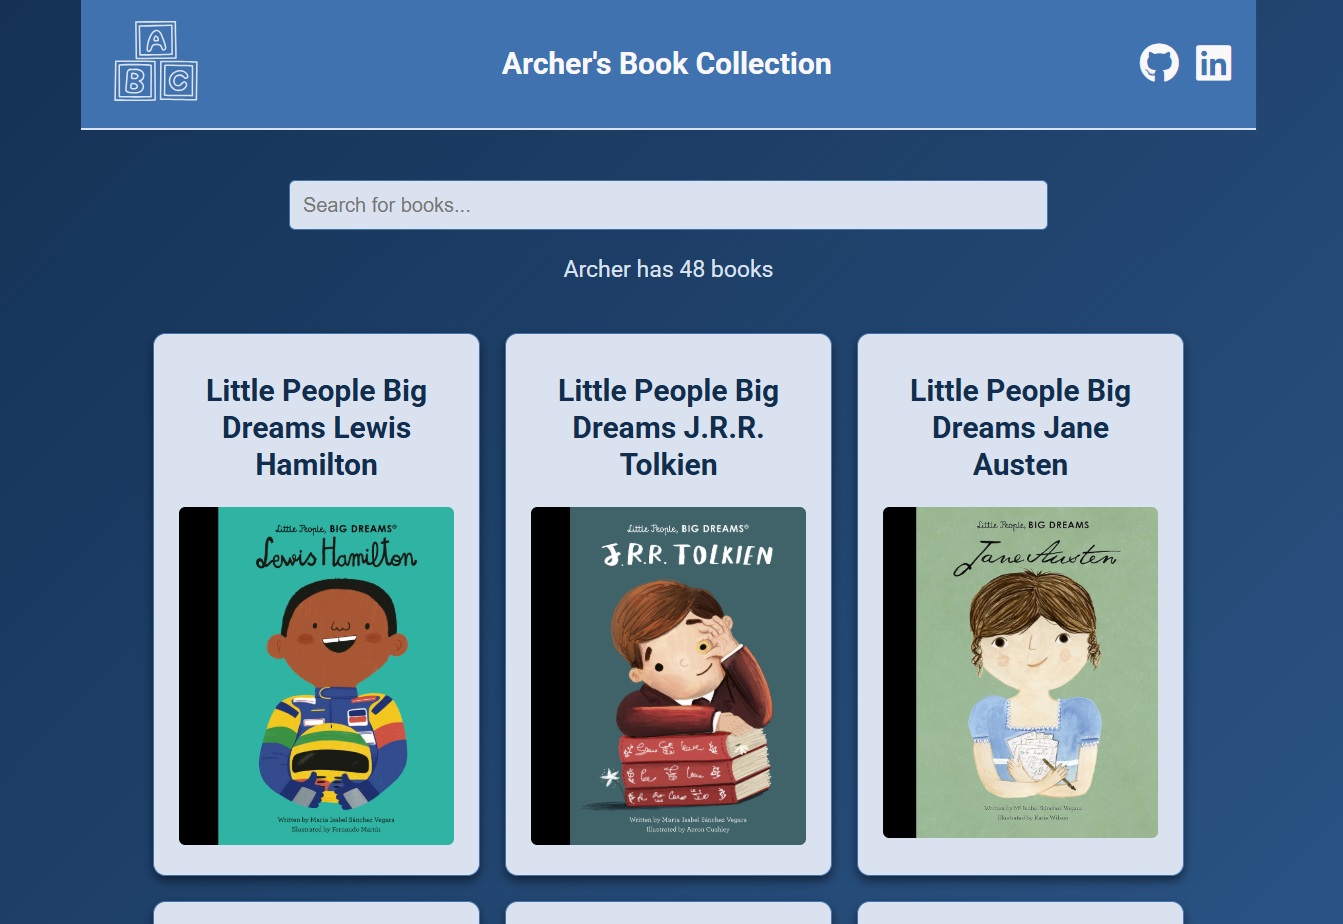 A
B C
Archer's Book Collection
in
Search for books...
Archer has 48 books
Little People Big
Dreams Lewis
Hamilton
Little People Big
Dreams J.R.R.
Tolkien
Little People Big
Dreams Jane
Austen
Little People, BIG DREAMS®
Lewis Hamilton
Written by Maria Isabel Sánchez Vegara
Illustrated by Fernando Martín
Little People, BIG DREAMS®
J.R.R. TOLKIEN
Written by Maria Isabel Sánchez Vegara
Illustrated by Aaron Cushley
Little People, BIG DREAMS
Jane Austen
Written by Mª Isabel Sánchez Vegara
Illustrated by Katie Wilson